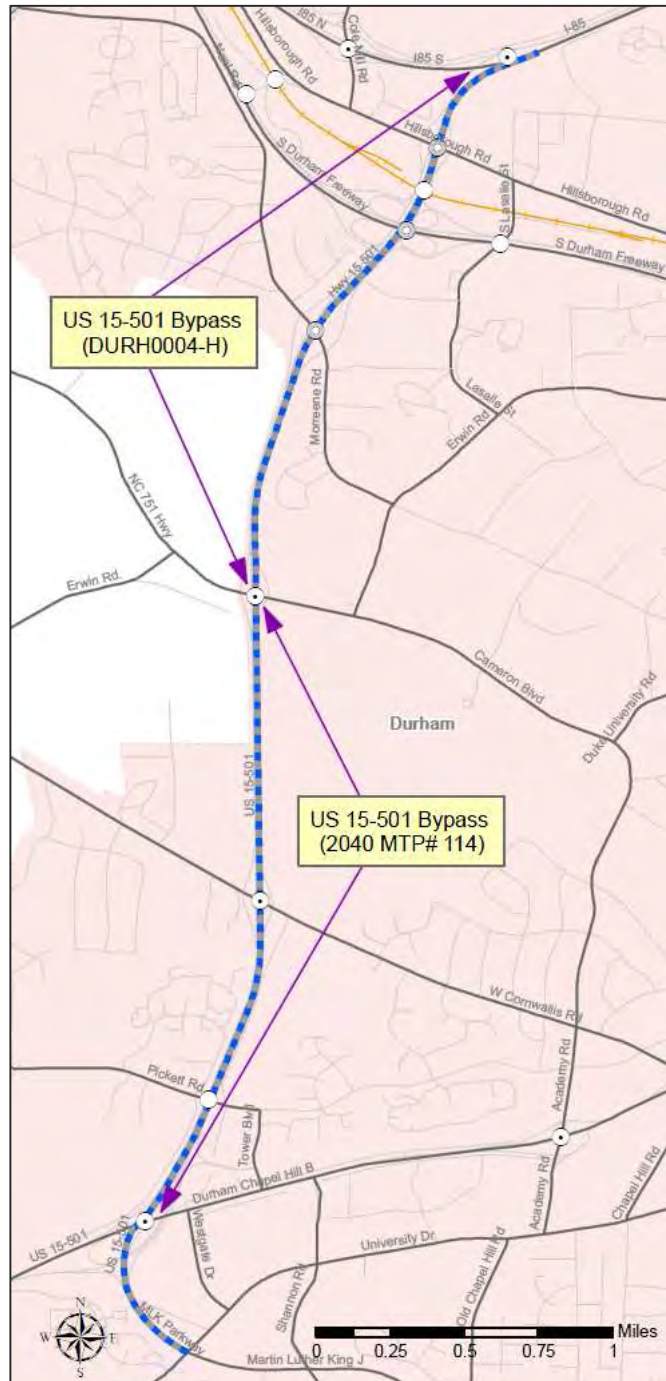 I85 N
I85 S
I-85
Cole Mill Rd
Hillsborough Rd
Neal Rd
Hillsborough Rd
S Lasalle St
Hillsborough Rd
S Durham Freeway
S Durham Freeway
Hwy 15-501
US 15-501 Bypass
(DURH0004-H)
Morreene Rd
Lasalle St
Erwin Rd
NC 751 Hwy
Erwin Rd.
Cameron Blvd
Duke University Rd
Durham
US 15-501
US 15-501 Bypass
(2040 MTP# 114)
W Cornwallis Rd
Academy Rd
Pickett Rd
Tower Blvd
Durham Chapel Hill B
Chapel Hill Rd
Academy Rd
US 15-501
US 15-501
Westgate Dr
University Dr.
Shannon Rd
Old Chapel Hill Rd
MLK Parkway
Martin Luther King J
N
W E
S
Miles
0 0.25 0.5 0.75 1